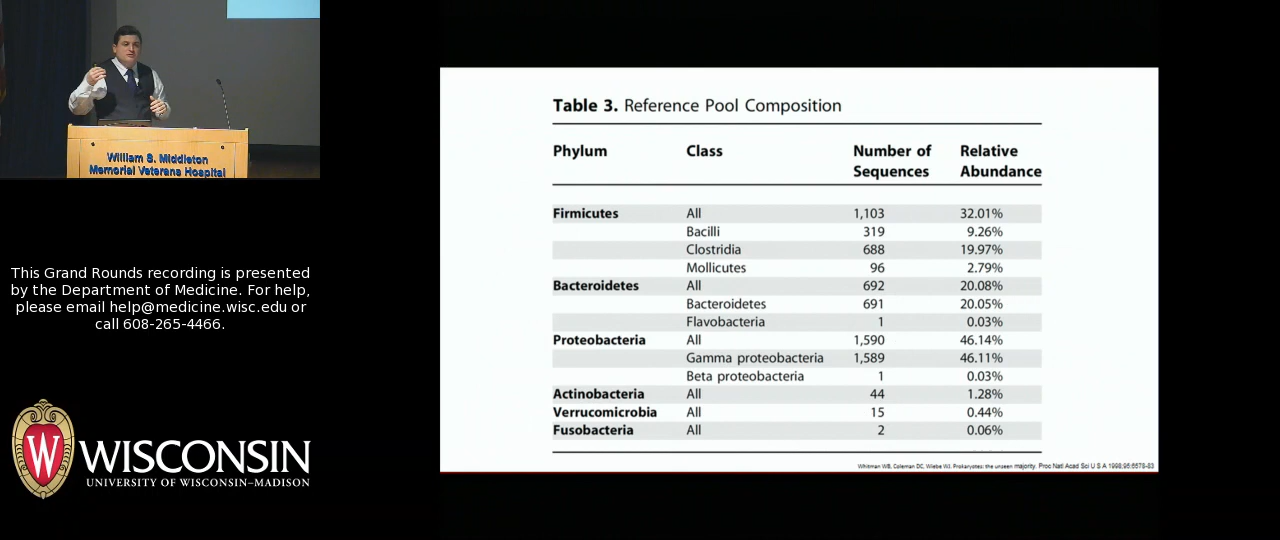 William S. Middleton
Memorial Veterans Hospital
This Grand Rounds recording is presented
by the Department of Medicine. For help,
please email help@medicine.wisc.edu or
call 608-265-4466.
W WISCONSIN
UNIVERSITY OF WISCONSIN–MADISON
Table 3. Reference Pool Composition
Phylum Class Number of Sequences Relative Abundance
Firmicutes All 1,103 32.01%
Bacilli 319 9.26%
Clostridia 688 19.97%
Mollicutes 96 2.79%
Bacteroidetes All 692 20.08%
Bacteroidetes 691 20.05%
Flavobacteria 1 0.03%
Proteobacteria All 1,590 46.14%
Gamma proteobacteria 1,589 46.11%
Beta proteobacteria 1 0.03%
Actinobacteria All 44 1.28%
Verrucomicrobia All 15 0.44%
Fusobacteria All 2 0.06%
Whitman WB, Coleman DC, Wiebe WJ. Prokaryotes: the unseen majority. Proc Natl Acad Sci U S A 1998;95:6578-83